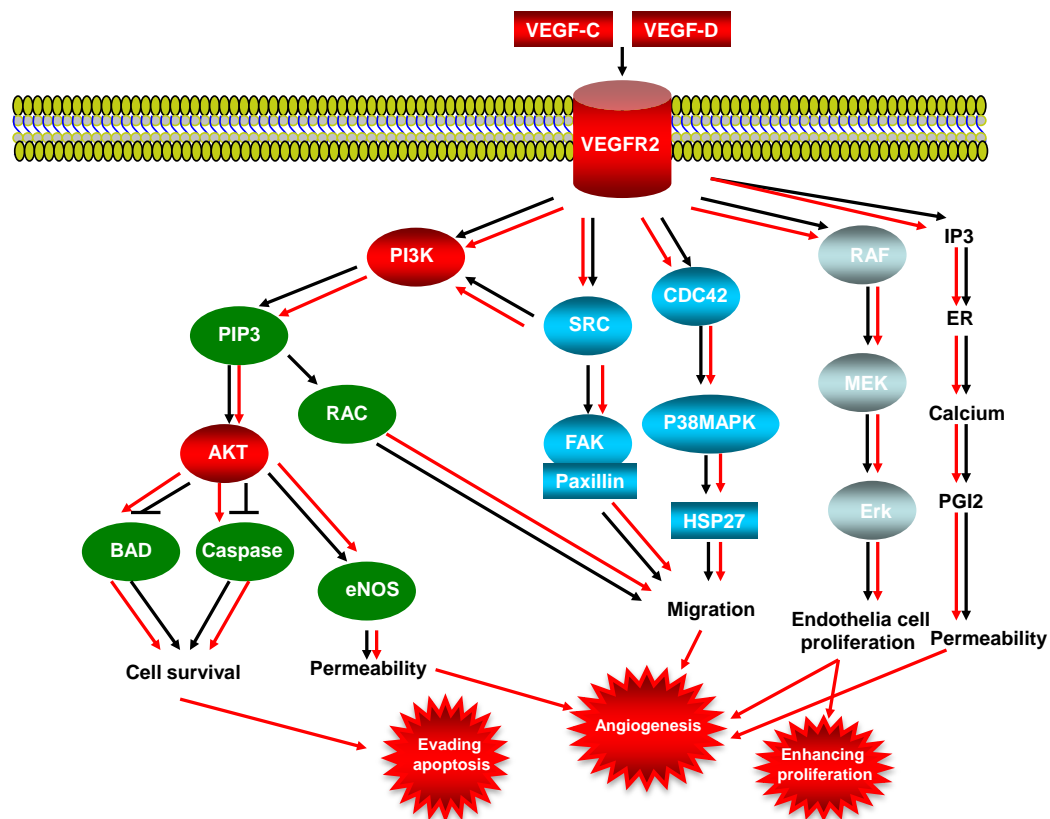 VEGF-C
VEGF-D
VEGFR2
PI3K
RAF
IP3
CDC42
SRC
ER
PIP3
MEK
RAC
Calcium
P38MAPK
FAK
AKT
Paxillin
PGI2
Erk
HSP27
BAD
Caspase
eNOS
Migration
Endothelia cell
proliferation
Permeability
Cell survival
Permeability
Angiogenesis
Evading
apoptosis
Enhancing
proliferation